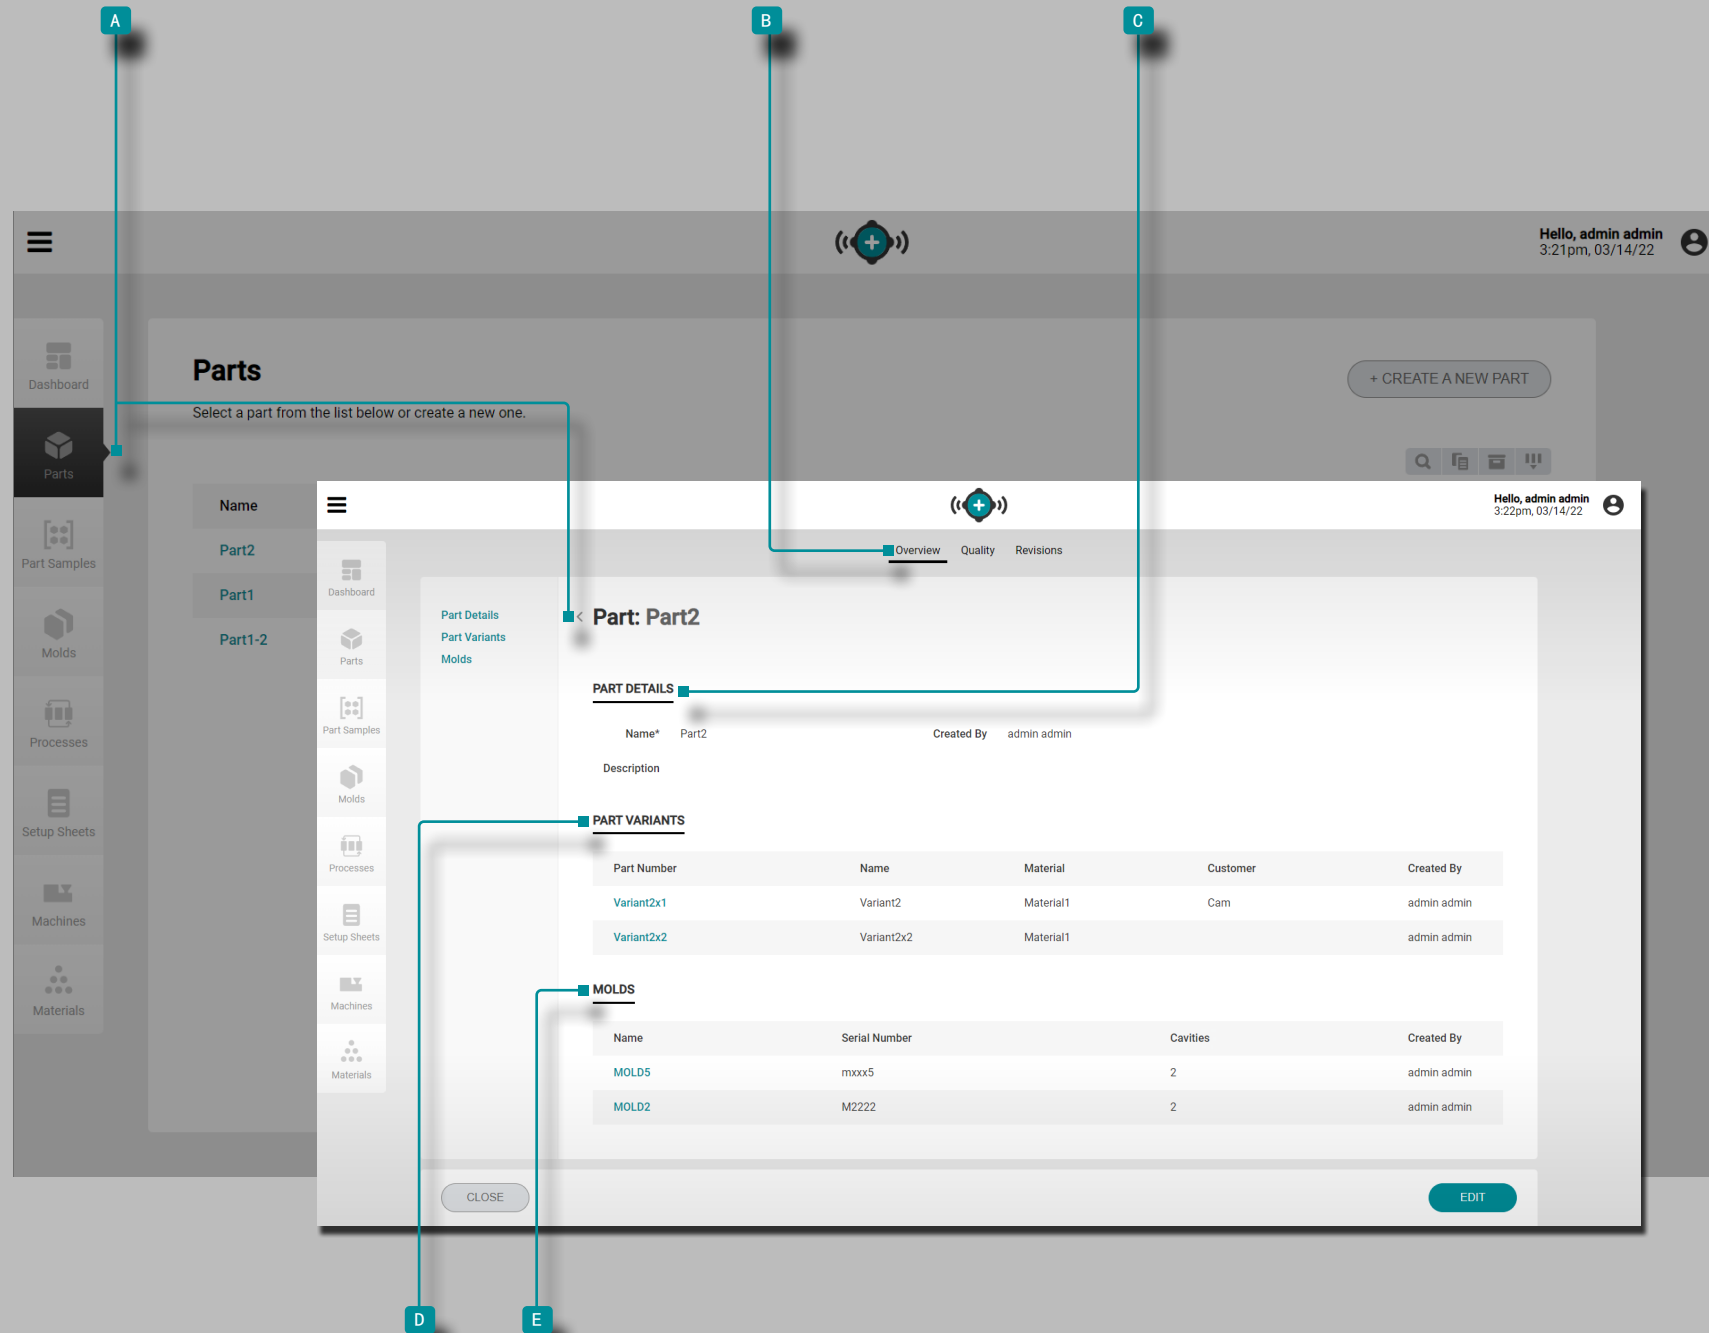 A
B
C
Hello, admin admin
3:21pm, 03/14/22
Dashboard
Parts
Part Samples
Molds
Processes
Setup Sheets
Machines
Materials
Parts
+ CREATE A NEW PART
Select a part from the list below or create a new one.
Name
Part2
Part1
Part1-2
Hello, admin admin
3:22pm, 03/14/22
Overview Quality Revisions
Dashboard
Parts
Part Samples
Molds
Processes
Setup Sheets
Machines
Materials
Part Details
Part Variants
Molds
< Part: Part2
PART DETAILS
Name* Part2 Created By admin admin
Description
PART VARIANTS
Part Number Name Material Customer Created By
Variant2x1 Variant2 Material1 Cam admin admin
Variant2x2 Variant2x2 Material1 admin admin
MOLDS
Name Serial Number Cavities Created By
MOLD5 mxxx5 2 admin admin
MOLD2 M2222 2 admin admin
CLOSE
EDIT
D
E